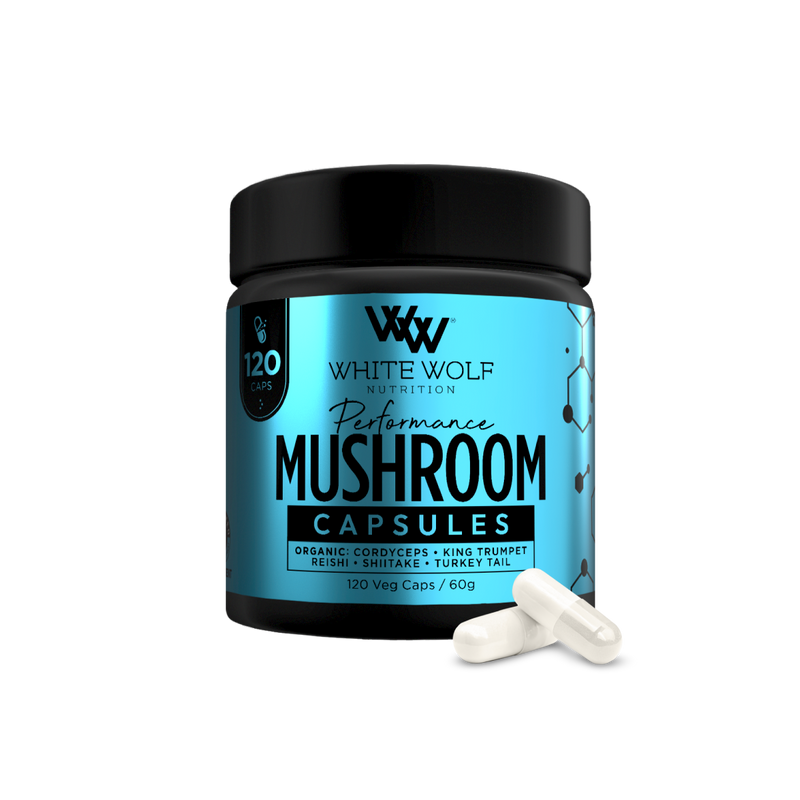 WW®
WHITE WOLF
NUTRITION
120
CAPS
Performance
MUSHROOM
CAPSULES
ORGANIC: CORDYCEPS • KING TRUMPET
REISHI • SHIITAKE • TURKEY TAIL
120 Veg Caps / 60g